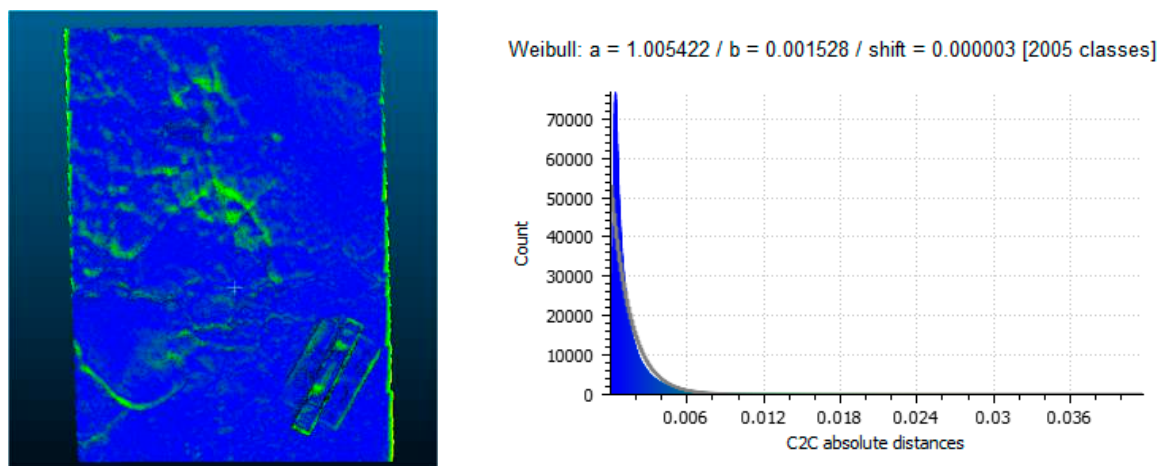 Weibull: a = 1.005422 / b = 0.001528 / shift = 0.000003 [2005 classes]
70000
60000
50000
40000
30000
20000
10000
0
Count
0.006 0.012 0.018 0.024 0.030 0.036
C2C absolute distances